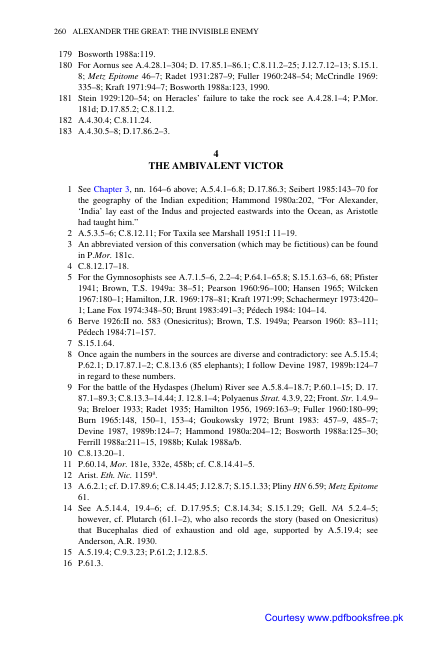 260 ALEXANDER THE GREAT: THE INVISIBLE ENEMY
179 Bosworth 1988a:119.
180 For Aornus see A.4.28.1–304; D. 17.85.1–86.1; C.8.11.2–25; J.12.7.12–13; S.15.1.
8; Metz Epitome 46–7; Radet 1931:287–9; Fuller 1960:248–54; McCrindle 1969:
335–8; Kraft 1971:94–7; Bosworth 1988a:123, 1990.
181 Stein 1929:120–54; on Heracles’ failure to take the rock see A.4.28.1–4; P.Mor.
181d; D.17.85.2; C.8.11.2.
182 A.4.30.4; C.8.11.24.
183 A.4.30.5–8; D.17.86.2–3.
4
THE AMBIVALENT VICTOR
1 See Chapter 3, nn. 164–6 above; A.5.4.1–6.8; D.17.86.3; Seibert 1985:143–70 for
the geography of the Indian expedition; Hammond 1980a:202, “For Alexander,
‘India’ lay east of the Indus and projected eastwards into the Ocean, as Aristotle
had taught him.”
2 A.5.3.5–6; C.8.12.11; For Taxila see Marshall 1951:I 11–19.
3 An abbreviated version of this conversation (which may be fictitious) can be found
in P.Mor. 181c.
4 C.8.12.17–18.
5 For the Gymnosophists see A.7.1.5–6, 2.2–4; P.64.1–65.8; S.15.1.63–6, 68; Pfister
1941; Brown, T.S. 1949a: 38–51; Pearson 1960:96–100; Hansen 1965; Wilcken
1967:180–1; Hamilton, J.R. 1969:178–81; Kraft 1971:99; Schachermeyr 1973:420–
1; Lane Fox 1974:348–50; Brunt 1983:491–3; Pédech 1984: 104–14.
6 Berve 1926:II no. 583 (Onesicritus); Brown, T.S. 1949a; Pearson 1960: 83–111;
Pédech 1984:71–157.
7 S.15.1.64.
8 Once again the numbers in the sources are diverse and contradictory: see A.5.15.4;
P.62.1; D.17.87.1–2; C.8.13.6 (85 elephants); I follow Devine 1987, 1989b:124–7
in regard to these numbers.
9 For the battle of the Hydaspes (Jhelum) River see A.5.8.4–18.7; P.60.1–15; D. 17.
87.1–89.3; C.8.13.3–14.44; J. 12.8.1–4; Polyaenus Strat. 4.3.9, 22; Front. Str. 1.4.9–
9a; Breloer 1933; Radet 1935; Hamilton 1956, 1969:163–9; Fuller 1960:180–99;
Burn 1965:148, 150–1, 153–4; Goukowsky 1972; Brunt 1983: 457–9, 485–7;
Devine 1987, 1989b:124–7; Hammond 1980a:204–12; Bosworth 1988a:125–30;
Ferrill 1988a:211–15, 1988b; Kulak 1988a/b.
10 C.8.13.20–1.
11 P.60.14, Mor. 181e, 332e, 458b; cf. C.8.14.41–5.
12 Arist. Eth. Nic. 1159ª.
13 A.6.2.1; cf. D.17.89.6; C.8.14.45; J.12.8.7; S.15.1.33; Pliny HN 6.59; Metz Epitome
61.
14 See A.5.14.4, 19.4–6; cf. D.17.95.5; C.8.14.34; S.15.1.29; Gell. NA 5.2.4–5;
however, cf. Plutarch (61.1–2), who also records the story (based on Onesicritus)
that Bucephalas died of exhaustion and old age, supported by A.5.19.4; see
Anderson, A.R. 1930.
15 A.5.19.4; C.9.3.23; P.61.2; J.12.8.5.
16 P.61.3.
Courtesy www.pdfbooksfree.pk